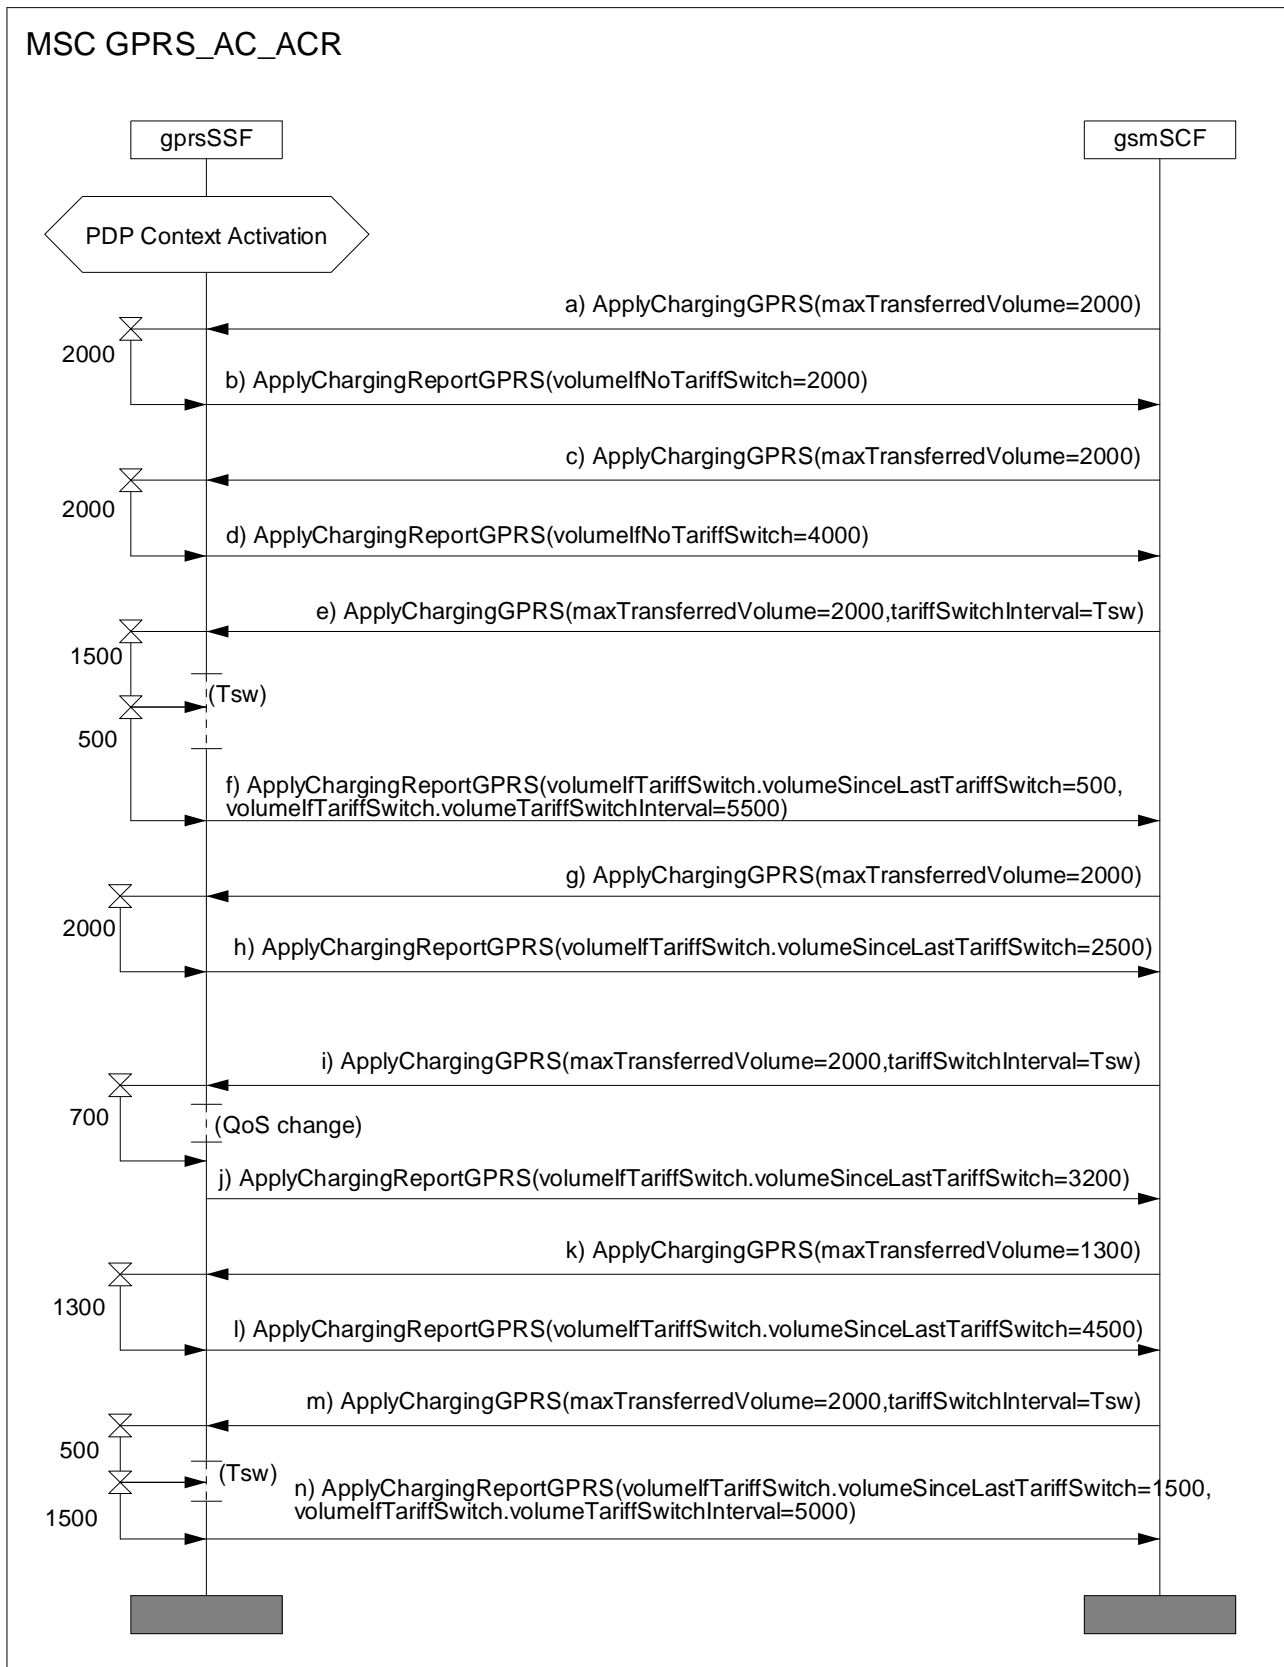 MSC GPRS_AC_ACR
gprsSSF
gsmSCF
PDP Context Activation
a) ApplyChargingGPRS(maxTransferredVolume=2000)
2000
b) ApplyChargingReportGPRS(volumeIfNoTariffSwitch=2000)
c) ApplyChargingGPRS(maxTransferredVolume=2000)
2000
d) ApplyChargingReportGPRS(volumeIfNoTariffSwitch=4000)
e) ApplyChargingGPRS(maxTransferredVolume=2000,tariffSwitchInterval=Tsw)
1500
(Tsw)
500
f) ApplyChargingReportGPRS(volumeIfTariffSwitch.volumeSinceLastTariffSwitch=500,
volumeIfTariffSwitch.volumeTariffSwitchInterval=5500)
g) ApplyChargingGPRS(maxTransferredVolume=2000)
2000
h) ApplyChargingReportGPRS(volumeIfTariffSwitch.volumeSinceLastTariffSwitch=2500)
i) ApplyChargingGPRS(maxTransferredVolume=2000,tariffSwitchInterval=Tsw)
700
(QoS change)
j) ApplyChargingReportGPRS(volumeIfTariffSwitch.volumeSinceLastTariffSwitch=3200)
k) ApplyChargingGPRS(maxTransferredVolume=1300)
1300
l) ApplyChargingReportGPRS(volumeIfTariffSwitch.volumeSinceLastTariffSwitch=4500)
m) ApplyChargingGPRS(maxTransferredVolume=2000,tariffSwitchInterval=Tsw)
500
(Tsw)
n) ApplyChargingReportGPRS(volumeIfTariffSwitch.volumeSinceLastTariffSwitch=1500,
volumeIfTariffSwitch.volumeTariffSwitchInterval=5000)
1500